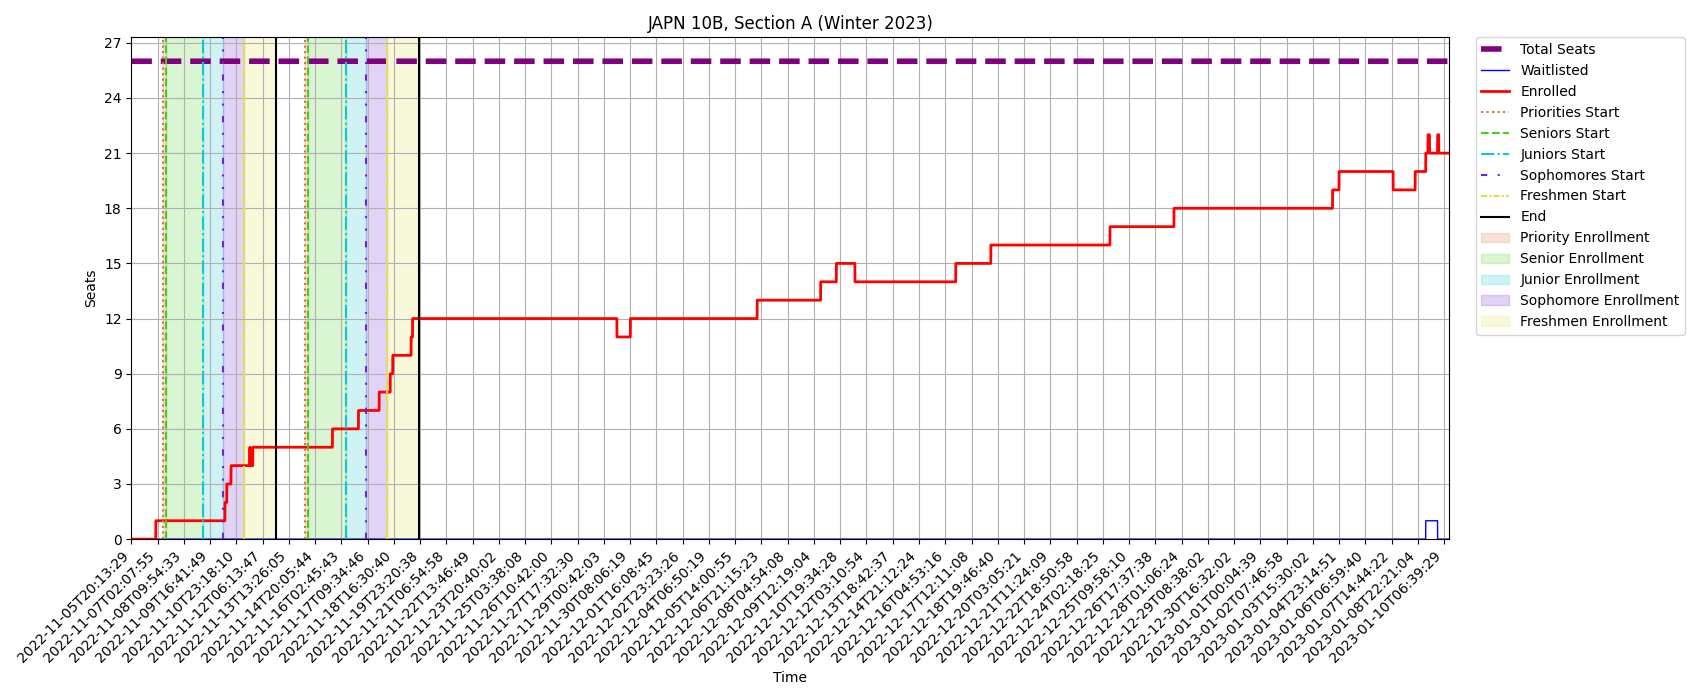 JAPN 10B, Section A (Winter 2023)
27
24
21
18
15
12
9
6
3
0
Seats
2022-11-05T20:13:29
2022-11-07T02:07:55
2022-11-08T09:54:33
2022-11-09T16:41:49
2022-11-10T23:18:10
2022-11-12T06:13:47
2022-11-13T13:26:05
2022-11-14T20:05:44
2022-11-16T02:45:43
2022-11-17T09:34:46
2022-11-18T16:30:40
2022-11-19T23:20:38
2022-11-21T06:54:58
2022-11-22T13:46:49
2022-11-23T20:40:02
2022-11-25T03:38:08
2022-11-26T10:42:00
2022-11-27T17:32:30
2022-11-29T00:42:03
2022-11-30T08:06:19
2022-12-01T16:08:45
2022-12-02T23:23:26
2022-12-04T06:50:19
2022-12-05T14:00:55
2022-12-06T21:15:23
2022-12-08T04:54:08
2022-12-09T12:19:04
2022-12-10T19:34:28
2022-12-12T03:10:54
2022-12-13T18:42:37
2022-12-14T21:12:24
2022-12-16T04:53:16
2022-12-17T12:11:08
2022-12-18T19:46:40
2022-12-20T03:05:21
2022-12-21T11:24:09
2022-12-22T18:50:58
2022-12-24T02:18:25
2022-12-25T09:58:10
2022-12-26T17:37:38
2022-12-28T01:06:24
2022-12-29T08:38:02
2022-12-30T16:32:02
2023-01-01T00:04:39
2023-01-02T07:46:58
2023-01-03T15:30:02
2023-01-04T23:14:51
2023-01-06T06:59:40
2023-01-07T14:44:22
2023-01-08T22:21:04
2023-01-10T06:39:29
Time
Total Seats
Waitlisted
Enrolled
Priorities Start
Seniors Start
Juniors Start
Sophomores Start
Freshmen Start
End
Priority Enrollment
Senior Enrollment
Junior Enrollment
Sophomore Enrollment
Freshmen Enrollment